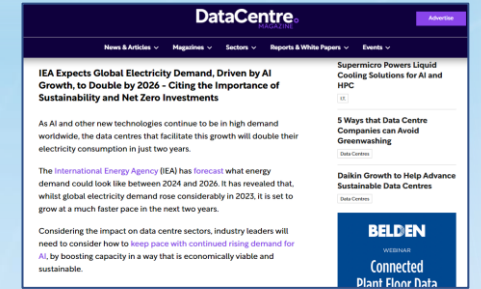 DataCentre.
MAGAZINE
Advertise
News & Articles Magazines Sectors Reports & White Papers Events
IEA Expects Global Electricity Demand, Driven by AI
Growth, to Double by 2026 - Citing the Importance of
Sustainability and Net Zero Investments
As AI and other new technologies continue to be in high demand
worldwide, the data centres that facilitate this growth will double their
electricity consumption in just two years.
The International Energy Agency (IEA) has forecast what energy
demand could look like between 2024 and 2026. It has revealed that,
whilst global electricity demand rose considerably in 2023, it is set to
grow at a much faster pace in the next two years.
Considering the impact on data centre sectors, industry leaders will
need to consider how to keep pace with continued rising demand for
AI, by boosting capacity in a way that is economically viable and
sustainable.
Supermicro Powers Liquid
Cooling Solutions for AI and
HPC
5 Ways that Data Centre
Companies can Avoid
Greenwashing
Data Centres
Daikin Growth to Help Advance
Sustainable Data Centres
Data Centres
BELDEN
WEBINAR
Connected
Plant Floor Data